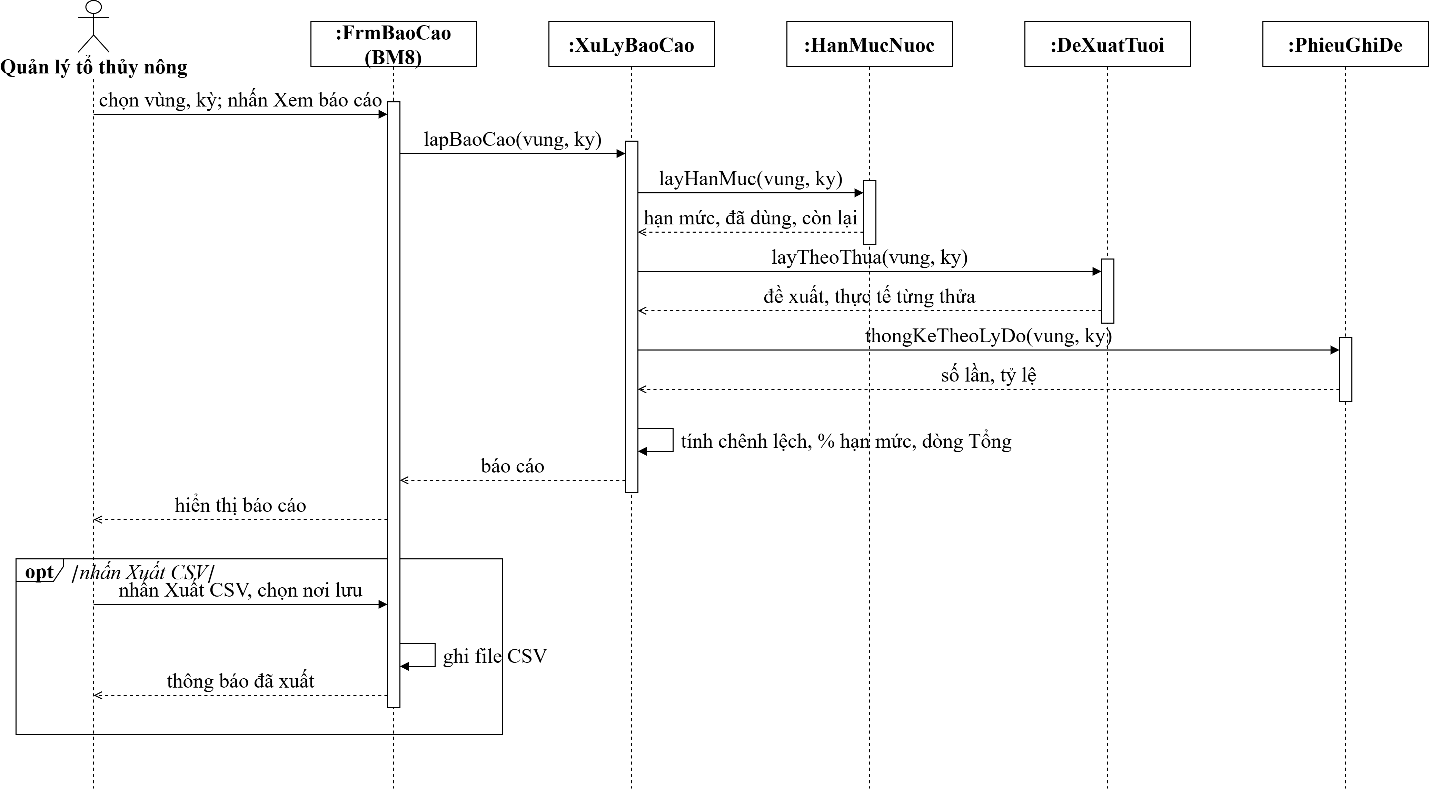 Quản lý tổ thủy nông
:FrmBaoCao
(BM8)
:XuLyBaoCao
:HanMucNuoc
:DeXuatTuoi
:PhieuGhiDe
chọn vùng, kỳ; nhấn Xem báo cáo
lapBaoCao(vung, ky)
layHanMuc(vung, ky)
hạn mức, đã dùng, còn lại
layTheoThua(vung, ky)
đề xuất, thực tế từng thửa
thongKeTheoLyDo(vung, ky)
số lần, tỷ lệ
tính chênh lệch, % hạn mức, dòng Tổng
báo cáo
hiển thị báo cáo
opt [nhấn Xuất CSV]
nhấn Xuất CSV, chọn nơi lưu
ghi file CSV
thông báo đã xuất